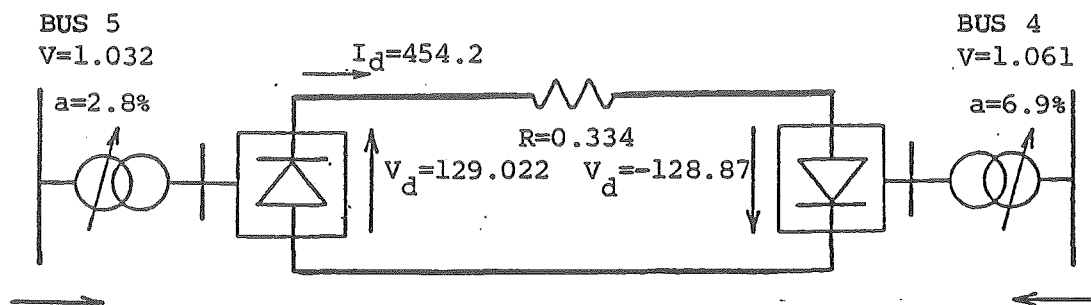 BUS 5
V=1.032
a=2.8%
I_d=454.2
R=0.334
V_d=129.022
V_d=-128.87
BUS 4
V=1.061
a=6.9%